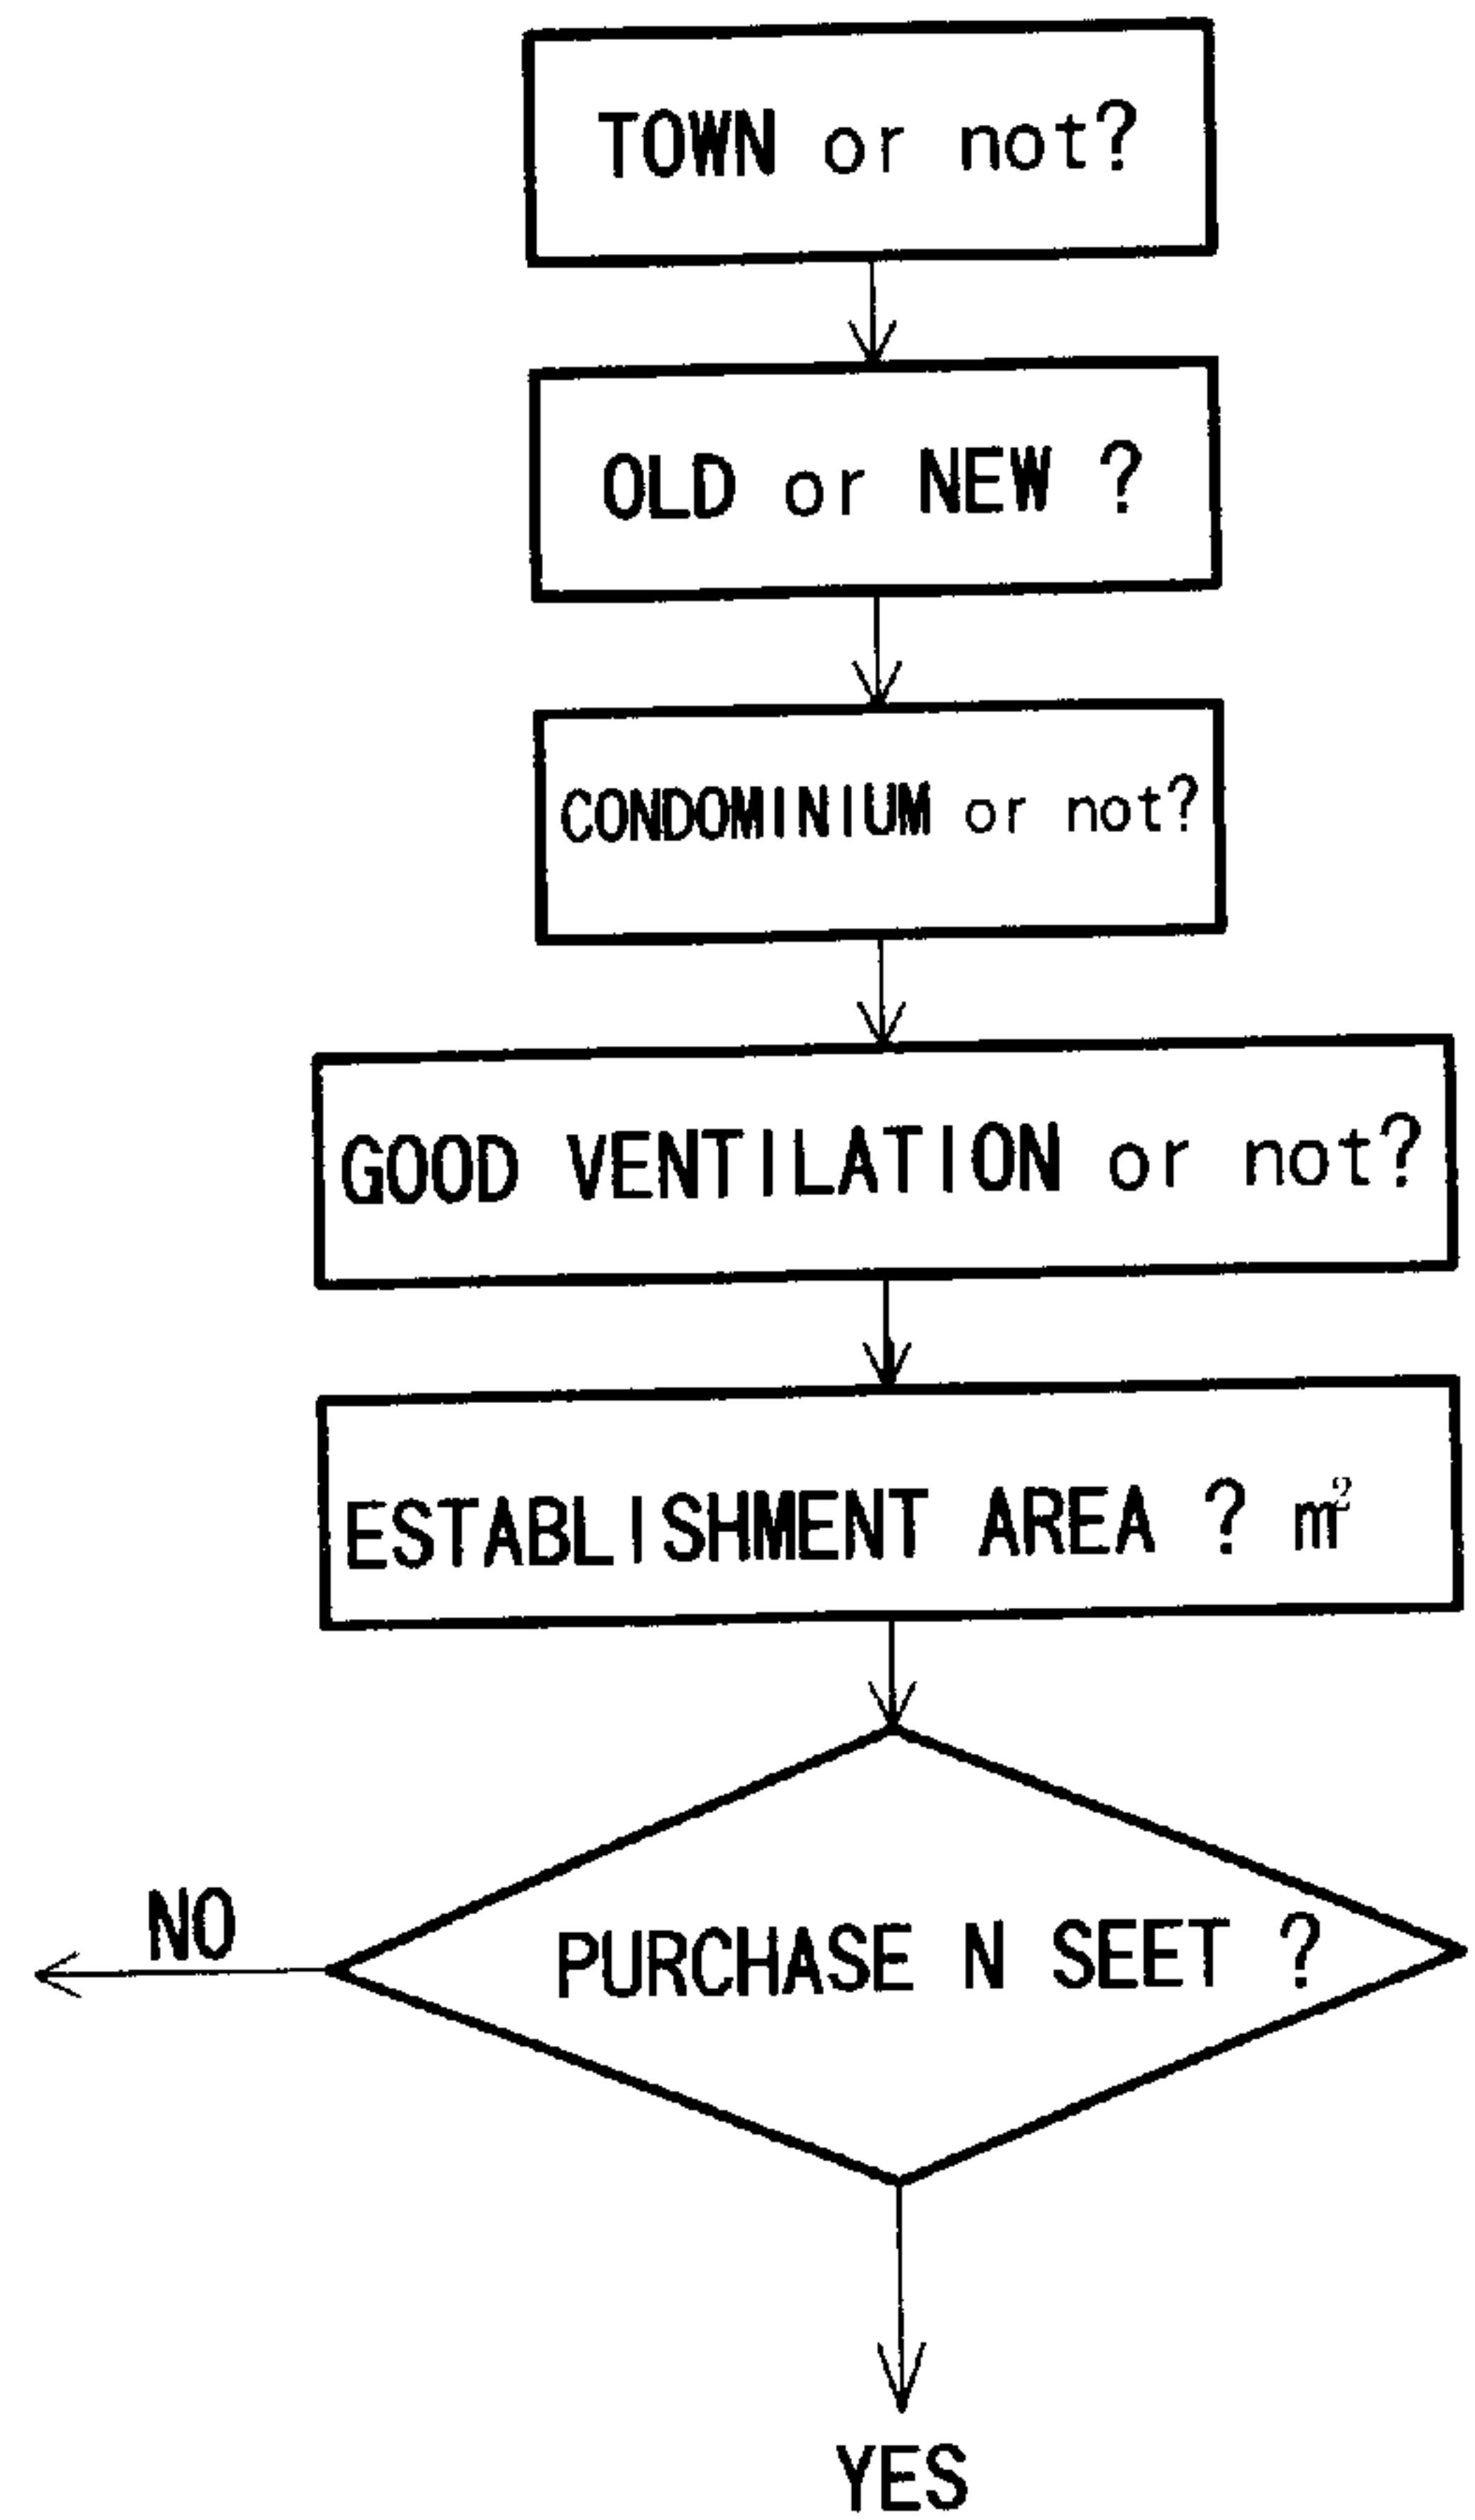 TOWN or not?
OLD or NEW ?
CONDOMINIUM or not?
GOOD VENTILATION or not?
ESTABLISHMENT AREA ? m²
PURCHASE N SEET ?
NO
YES